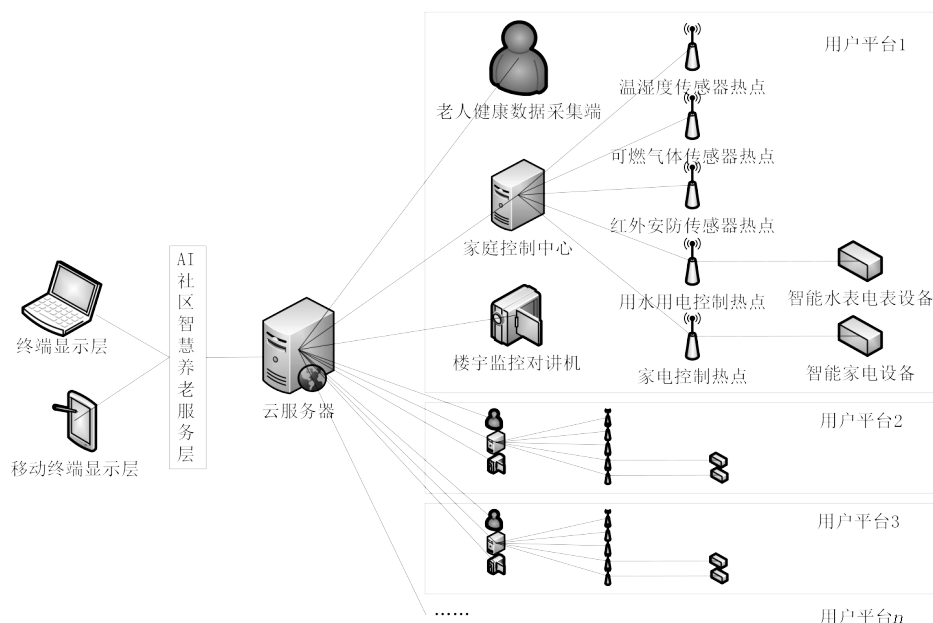 用户平台1
老人健康数据采集端
温湿度传感器热点
可燃气体传感器热点
红外安防传感器热点
家庭控制中心
用水用电控制热点
智能水表电表设备
楼宇监控对讲机
家电控制热点
智能家电设备
AI社区智慧养老服务层
终端显示层
移动终端显示层
云服务器
用户平台2
用户平台3
……
用户平台n